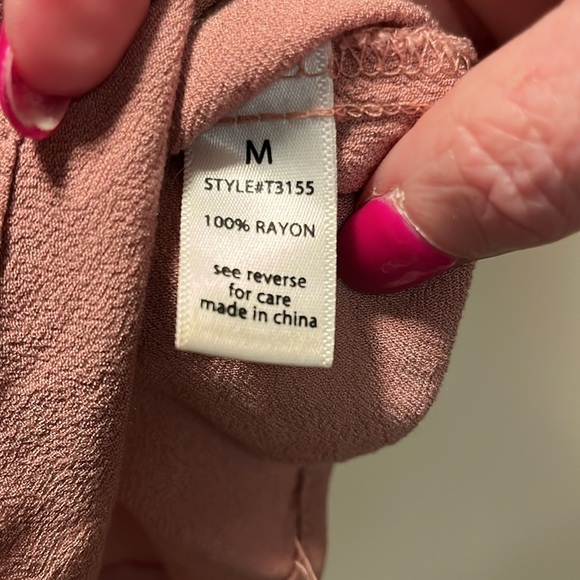 M
STYLE#T3155
100% RAYON
see reverse
for care
made in china